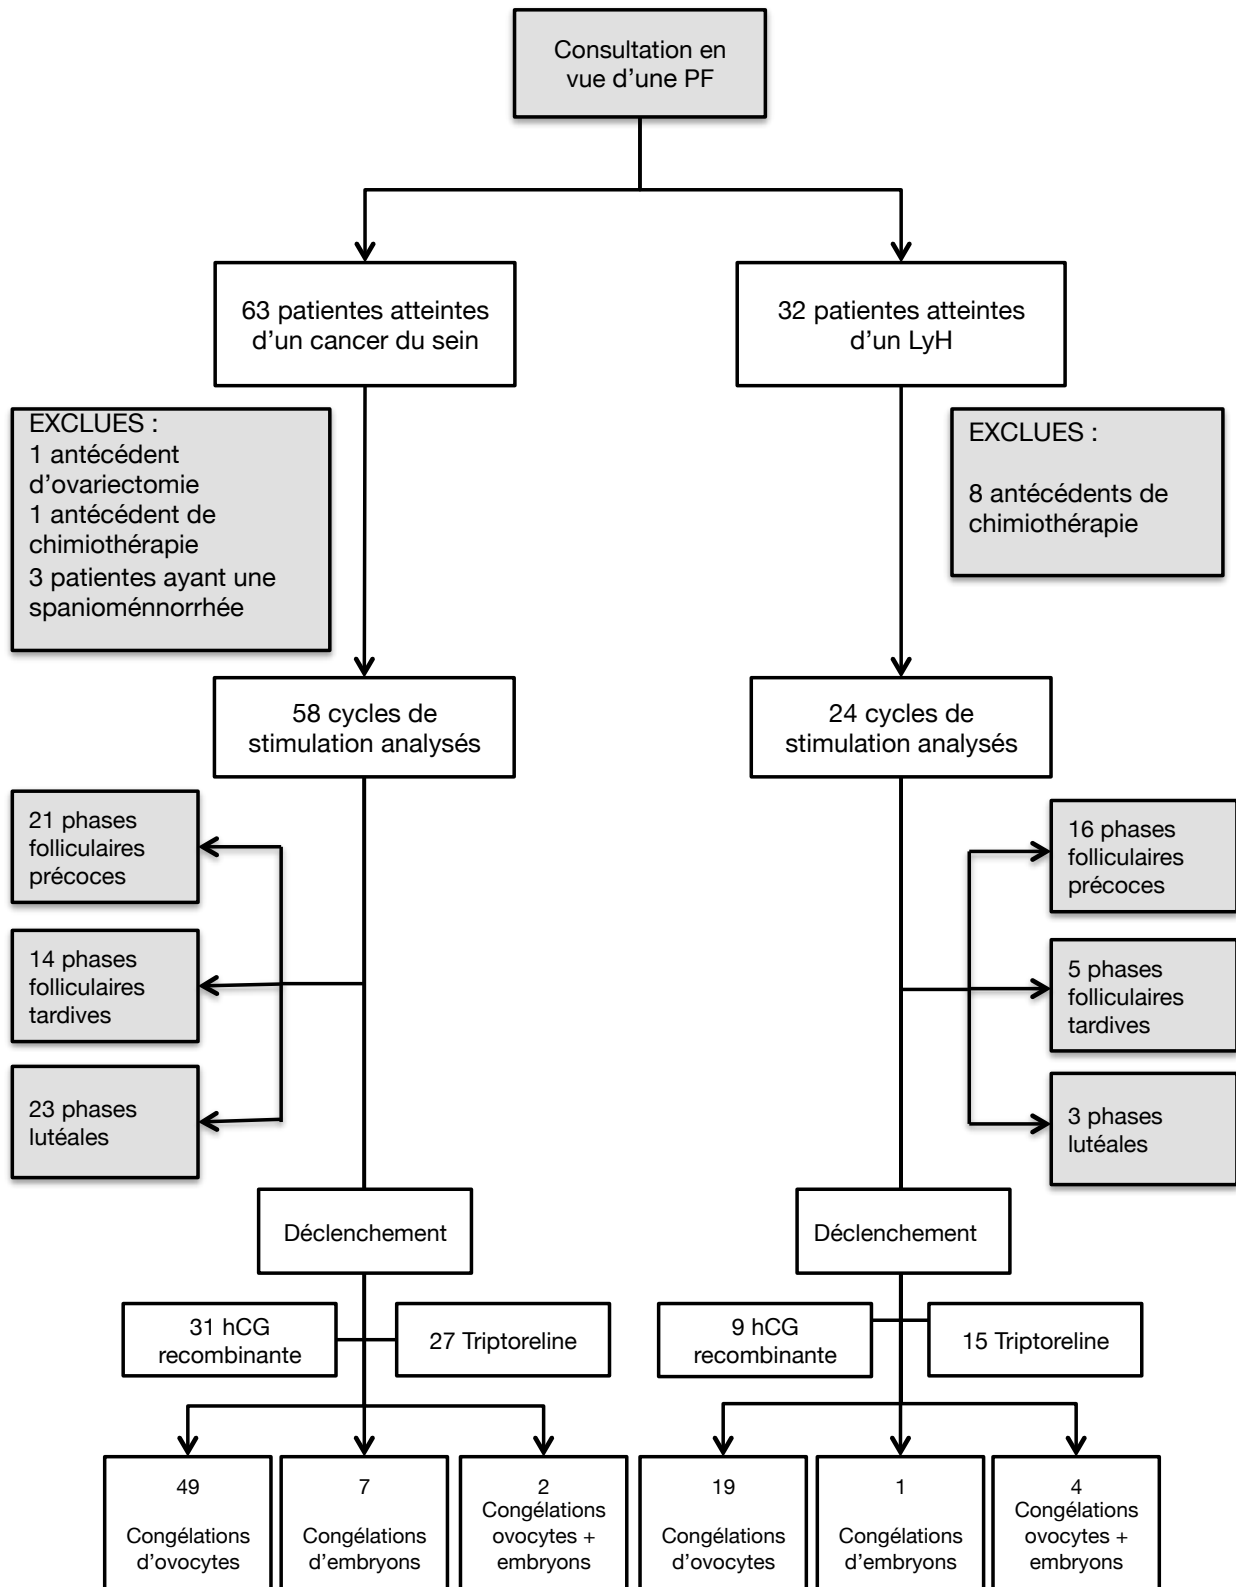 Consultation en
vue d’une PF
63 patientes atteintes
d’un cancer du sein
32 patientes atteintes
d’un LyH
EXCLUES :
1 antécédent
d’ovariectomie
1 antécédent de
chimiothérapie
3 patientes ayant une
spanioménnorrhée
EXCLUES :
8 antécédents de
chimiothérapie
58 cycles de
stimulation analysés
24 cycles de
stimulation analysés
21 phases
folliculaires
précoces
14 phases
folliculaires
tardives
23 phases
lutéales
16 phases
folliculaires
précoces
5 phases
folliculaires
tardives
3 phases
lutéales
Déclenchement
Déclenchement
31 hCG
recombinante
27 Triptoreline
9 hCG
recombinante
15 Triptoreline
49
Congélations
d’ovocytes
7
Congélations
d’embryons
2
Congélations
ovocytes +
embryons
19
Congélations
d’ovocytes
1
Congélations
d’embryons
4
Congélations
ovocytes +
embryons